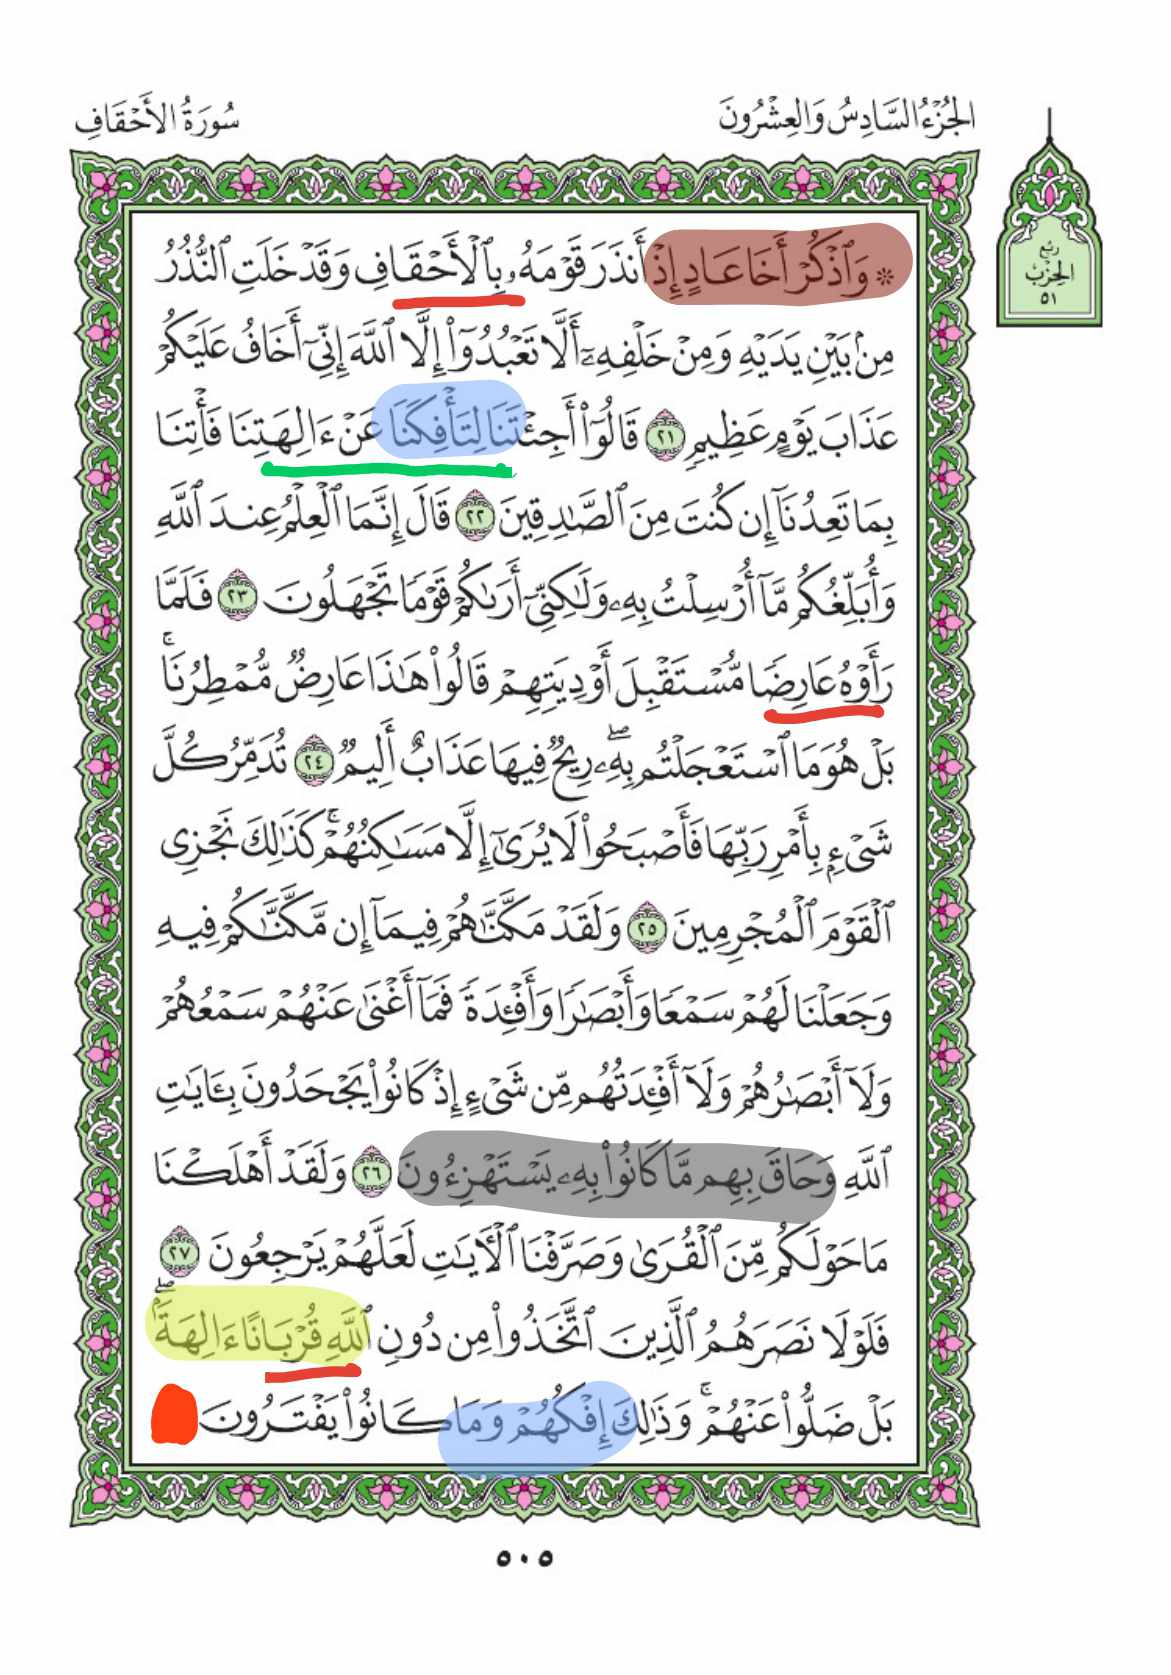 الجُزْءُ السَّادِسُ وَالعِشْرُونَ
سُورَةُ الأَحْقَافِ
رُبْع
الحِزْبِ
٥١
۞ وَٱذْكُرْ أَخَا عَادٍ إِذْ أَنذَرَ قَوْمَهُۥ بِٱلْأَحْقَافِ وَقَدْ خَلَتِ ٱلنُّذُرُ
مِنۢ بَيْنِ يَدَيْهِ وَمِنْ خَلْفِهِۦٓ أَلَّا تَعْبُدُوٓا۟ إِلَّا ٱللَّهَ إِنِّىٓ أَخَافُ عَلَيْكُمْ
عَذَابَ يَوْمٍ عَظِيمٍ ٢١ قَالُوٓا۟ أَجِئْتَنَا لِتَأْفِكَنَا عَنْ ءَالِهَتِنَا فَأْتِنَا
بِمَا تَعِدُنَآ إِن كُنتَ مِنَ ٱلصَّـٰدِقِينَ ٢٢ قَالَ إِنَّمَا ٱلْعِلْمُ عِندَ ٱللَّهِ
وَأُبَلِّغُكُم مَّآ أُرْسِلْتُ بِهِۦ وَلَـٰكِنِّىٓ أَرَىٰكُمْ قَوْمًا تَجْهَلُونَ ٢٣ فَلَمَّا
رَأَوْهُ عَارِضًا مُّسْتَقْبِلَ أَوْدِيَتِهِمْ قَالُوا۟ هَـٰذَا عَارِضٌ مُّمْطِرُنَا ۚ
بَلْ هُوَ مَا ٱسْتَعْجَلْتُم بِهِۦ ۖ رِيحٌ فِيهَا عَذَابٌ أَلِيمٌ ٢٤ تُدَمِّرُ كُلَّ
شَىْءٍۭ بِأَمْرِ رَبِّهَا فَأَصْبَحُوا۟ لَا يُرَىٰٓ إِلَّا مَسَـٰكِنُهُمْ ۚ كَذَٰلِكَ نَجْزِى
ٱلْقَوْمَ ٱلْمُجْرِمِينَ ٢٥ وَلَقَدْ مَكَّنَّـٰهُمْ فِيمَآ إِن مَّكَّنَّـٰكُمْ فِيهِ
وَجَعَلْنَا لَهُمْ سَمْعًا وَأَبْصَـٰرًا وَأَفْـِٔدَةً فَمَآ أَغْنَىٰ عَنْهُمْ سَمْعُهُمْ
وَلَآ أَبْصَـٰرُهُمْ وَلَآ أَفْـِٔدَتُهُم مِّن شَىْءٍ إِذْ كَانُوا۟ يَجْحَدُونَ بِـَٔايَـٰتِ
ٱللَّهِ وَحَاقَ بِهِم مَّا كَانُوا۟ بِهِۦ يَسْتَهْزِءُونَ ٢٦ وَلَقَدْ أَهْلَكْنَا
مَا حَوْلَكُم مِّنَ ٱلْقُرَىٰ وَصَرَّفْنَا ٱلْـَٔايَـٰتِ لَعَلَّهُمْ يَرْجِعُونَ ٢٧
فَلَوْلَا نَصَرَهُمُ ٱلَّذِينَ ٱتَّخَذُوا۟ مِن دُونِ ٱللَّهِ قُرْبَانًا ءَالِهَةًۢ ۖ
بَلْ ضَلُّوا۟ عَنْهُمْ ۚ وَذَٰلِكَ إِفْكُهُمْ وَمَا كَانُوا۟ يَفْتَرُونَ
٥٠٥